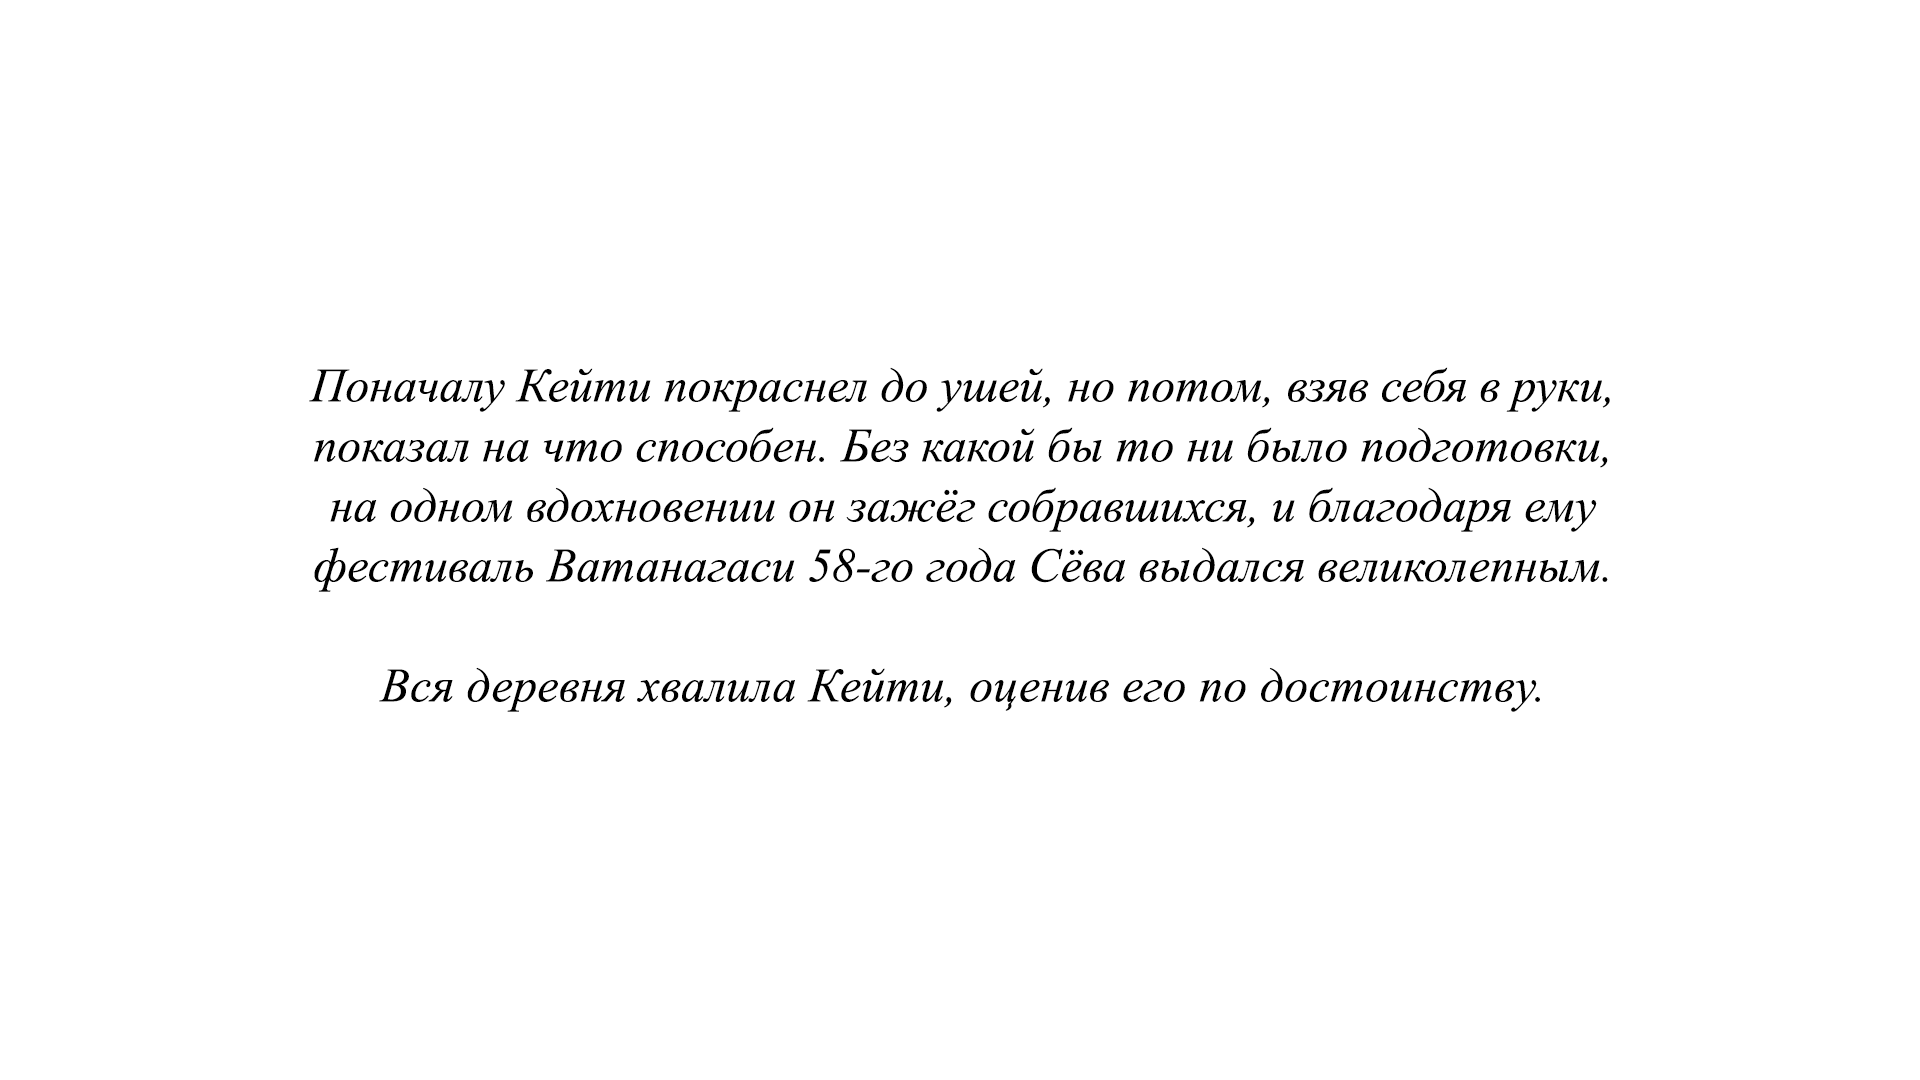 Поначалу Кейти покраснел до ушей, но потом, взяв себя в руки,
показал на что способен. Без какой бы то ни было подготовки,
на одном вдохновении он зажёг собравшихся, и благодаря ему
фестиваль Ватанагаси 58-го года Сёва выдался великолепным.
Вся деревня хвалила Кейти, оценив его по достоинству.